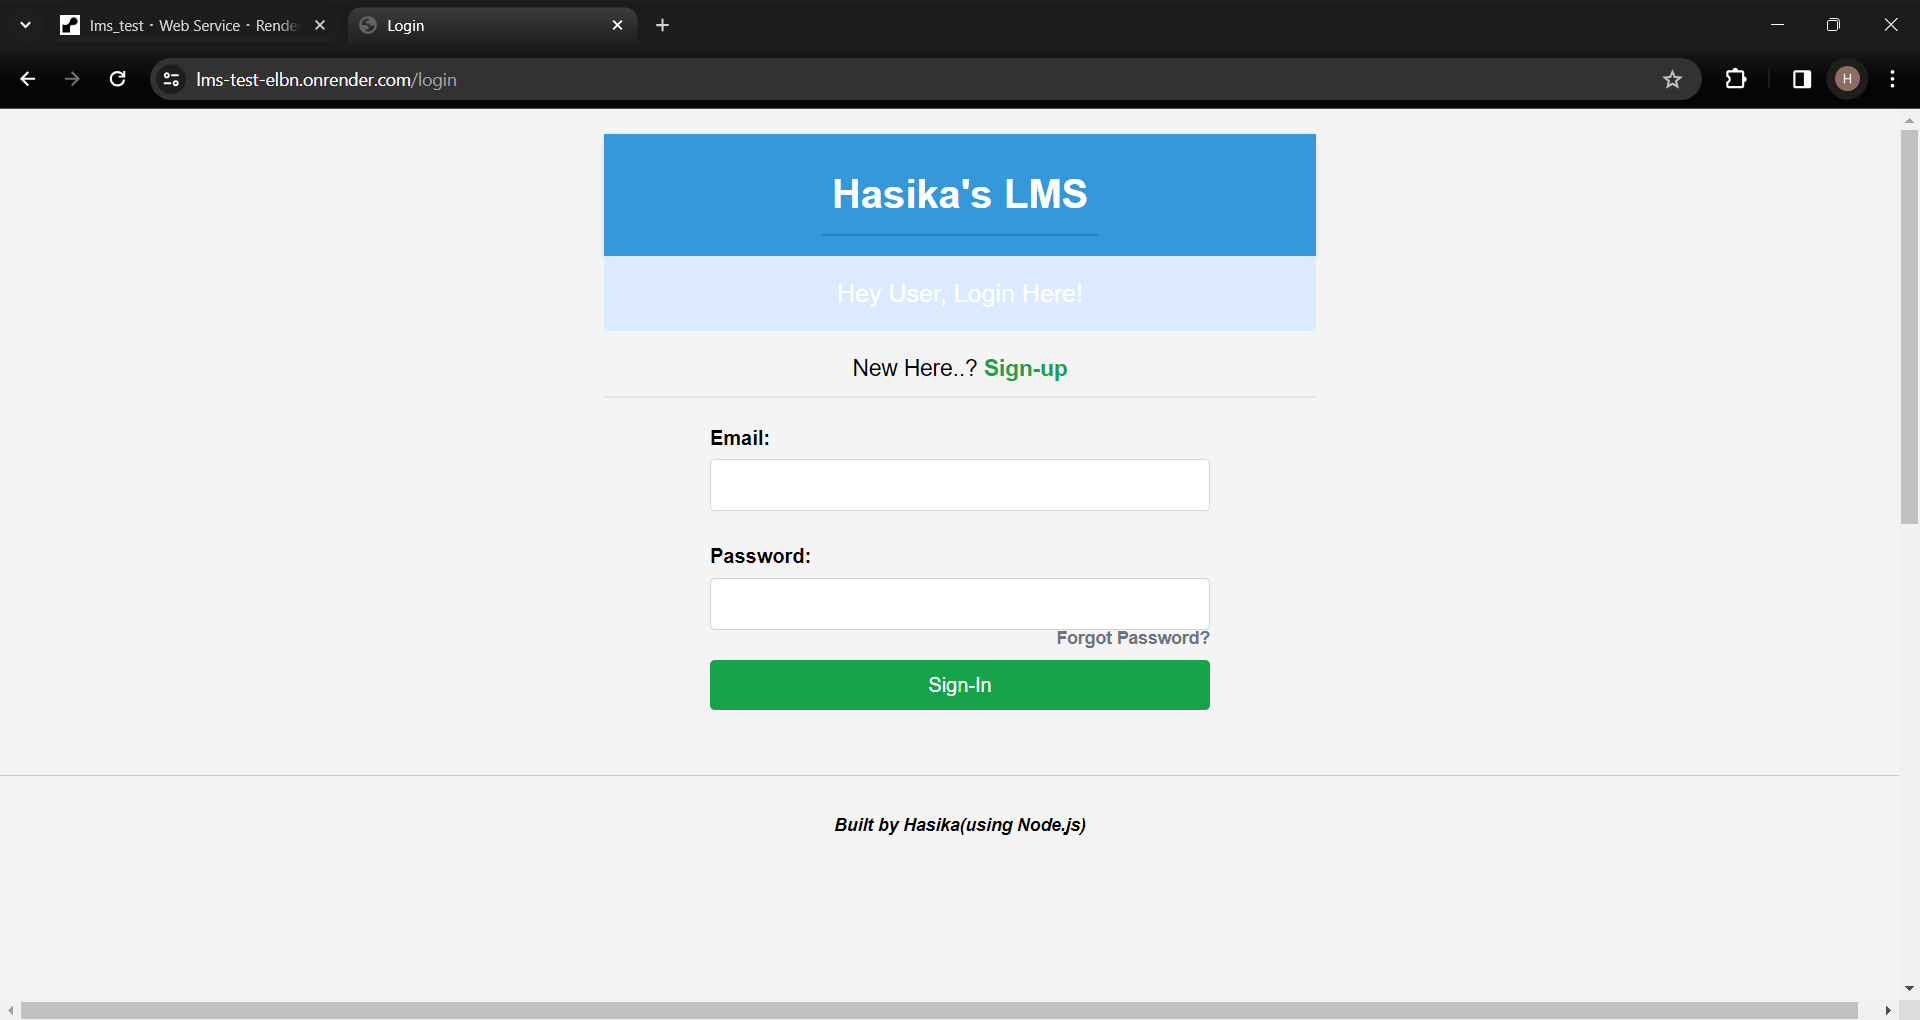 lms_test · Web Service · Rende
Login
lms-test-elbn.onrender.com/login
H
Hasika's LMS
Hey User, Login Here!
New Here..? Sign-up
Email:
Password:
Forgot Password?
Sign-In
Built by Hasika(using Node.js)